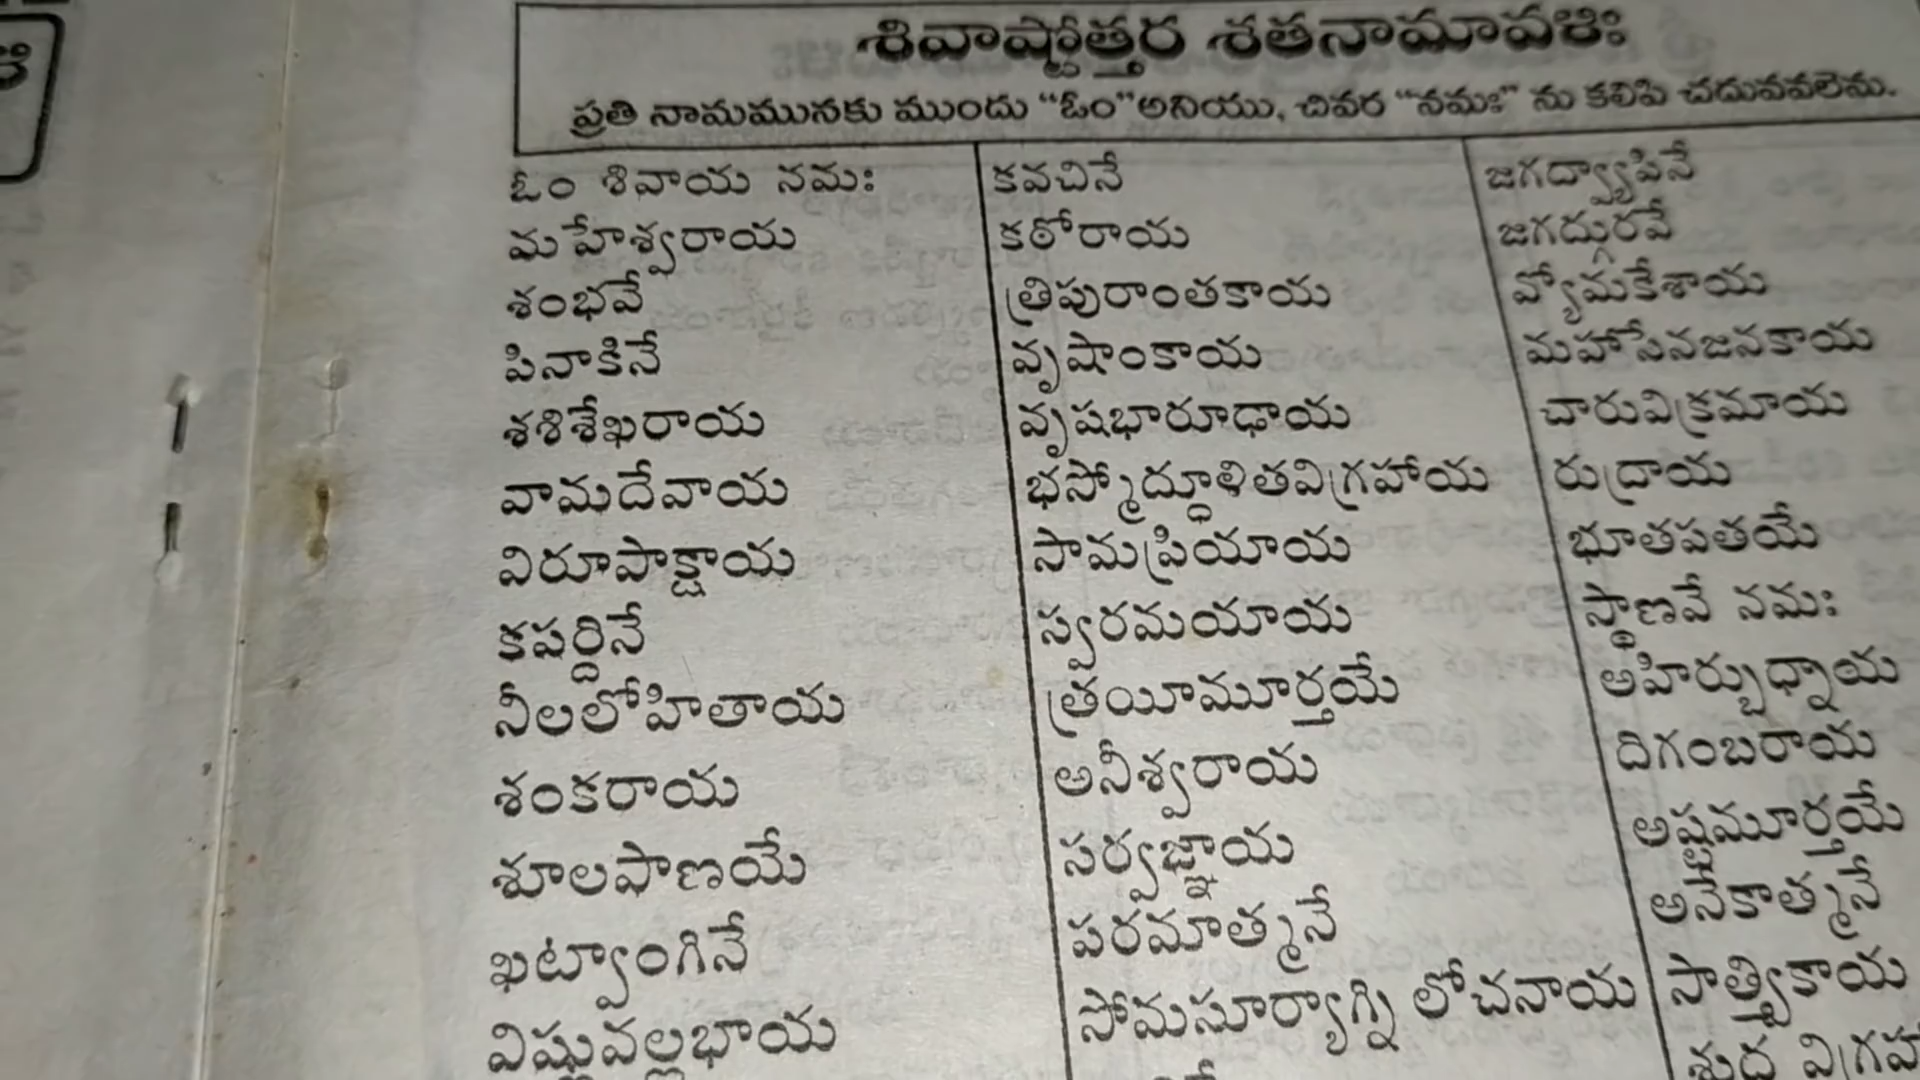 శివాష్టోత్తర శతనామావళిః
ప్రతి నామమునకు ముందు “ఓం”అనియు, చివర “నమః” ను కలిపి చదువవలెను.
ఓం శివాయ నమః
మహేశ్వరాయ
శంభవే
పినాకినే
శశిశేఖరాయ
వామదేవాయ
విరూపాక్షాయ
కపర్దినే
నీలలోహితాయ
శంకరాయ
శూలపాణయే
ఖట్వాంగినే
విష్ణువల్లభాయ
కవచినే
కఠోరాయ
త్రిపురాంతకాయ
వృషాంకాయ
వృషభారూఢాయ
భస్మోద్ధూళితవిగ్రహాయ
సామప్రియాయ
స్వరమయాయ
త్రయీమూర్తయే
అనీశ్వరాయ
సర్వజ్ఞాయ
పరమాత్మనే
సోమసూర్యాగ్ని లోచనాయ
జగద్వ్యాపినే
జగద్గురవే
వ్యోమకేశాయ
మహాసేనజనకాయ
చారువిక్రమాయ
రుద్రాయ
భూతపతయే
స్థాణవే నమః
అహిర్బుధ్నాయ
దిగంబరాయ
అష్టమూర్తయే
అనేకాత్మనే
సాత్త్వికాయ